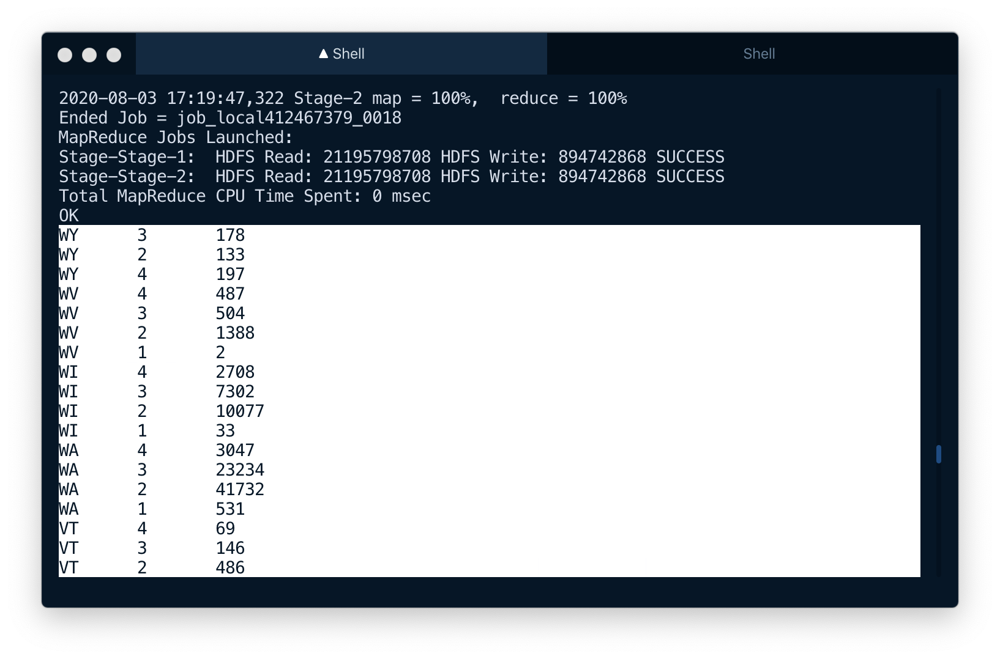 Shell Shell
2020-08-03 17:19:47,322 Stage-2 map = 100%,  reduce = 100%
Ended Job = job_local412467379_0018
MapReduce Jobs Launched:
Stage-Stage-1:  HDFS Read: 21195798708 HDFS Write: 894742868 SUCCESS
Stage-Stage-2:  HDFS Read: 21195798708 HDFS Write: 894742868 SUCCESS
Total MapReduce CPU Time Spent: 0 msec
OK
WY      3       178
WY      2       133
WY      4       197
WV      4       487
WV      3       504
WV      2       1388
WV      1       2
WI      4       2708
WI      3       7302
WI      2       10077
WI      1       33
WA      4       3047
WA      3       23234
WA      2       41732
WA      1       531
VT      4       69
VT      3       146
VT      2       486